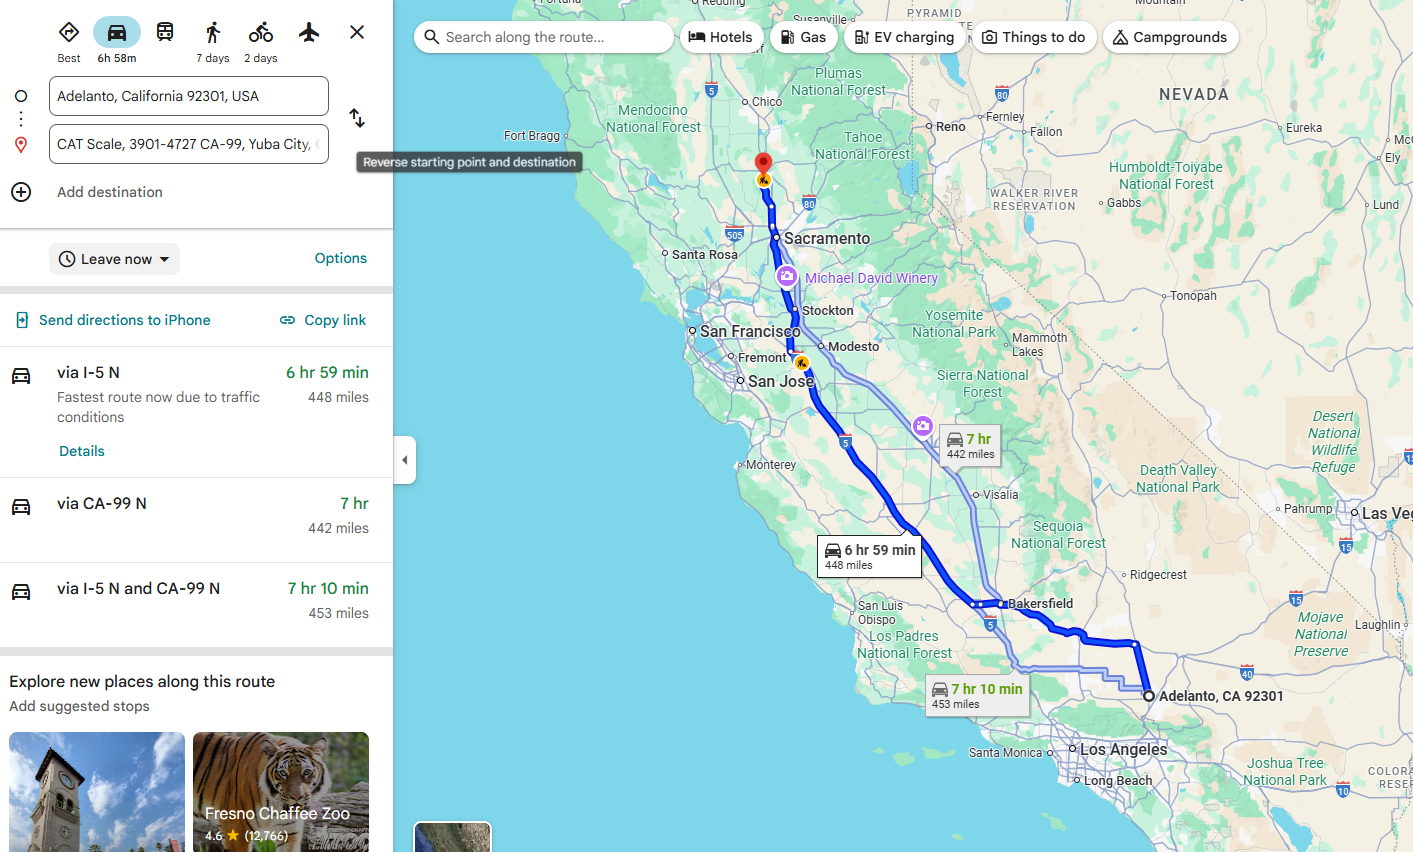 Best
6h 58m
7 days
2 days
Adelanto, California 92301, USA
CAT Scale, 3901-4727 CA-99, Yuba City,
Reverse starting point and destination
Add destination
Leave now
Options
Send directions to iPhone
Copy link
via I-5 N
6 hr 59 min
Fastest route now due to traffic
conditions
448 miles
Details
via CA-99 N
7 hr
442 miles
via I-5 N and CA-99 N
7 hr 10 min
453 miles
Explore new places along this route
Add suggested stops
Fresno Chaffee Zoo
4.6 ★ (12,766)
Search along the route...
Hotels
Gas
EV charging
Things to do
Campgrounds
Redding
Mountain
Susanville
PYRAMID
Plumas
National Forest
NEVADA
5
Chico
80
Mendocino
National Forest
Fernley
Reno
Fallon
Eureka
Fort Bragg
Tahoe
National Forest
Ely
Humboldt-Toiyabe
National Forest
WALKER RIVER
RESERVATION
Gabbs
Lund
80
505
Sacramento
Santa Rosa
Michael David Winery
Tonopah
Stockton
Yosemite
National Park
San Francisco
Mammoth
Lakes
Modesto
Fremont
San Jose
Sierra National
Forest
Desert
National
Wildlife
Refuge
5
7 hr
442 miles
15
Monterey
Death Valley
National Park
Visalia
Pahrump
Las Veg
Sequoia
National Forest
15
6 hr 59 min
448 miles
Ridgecrest
Bakersfield
15
San Luis
Obispo
5
Mojave
National
Preserve
Laughlin
Los Padres
National Forest
40
7 hr 10 min
453 miles
Adelanto, CA 92301
Santa Monica
Los Angeles
Long Beach
Joshua Tree
National Park
COLORA
RESER
10